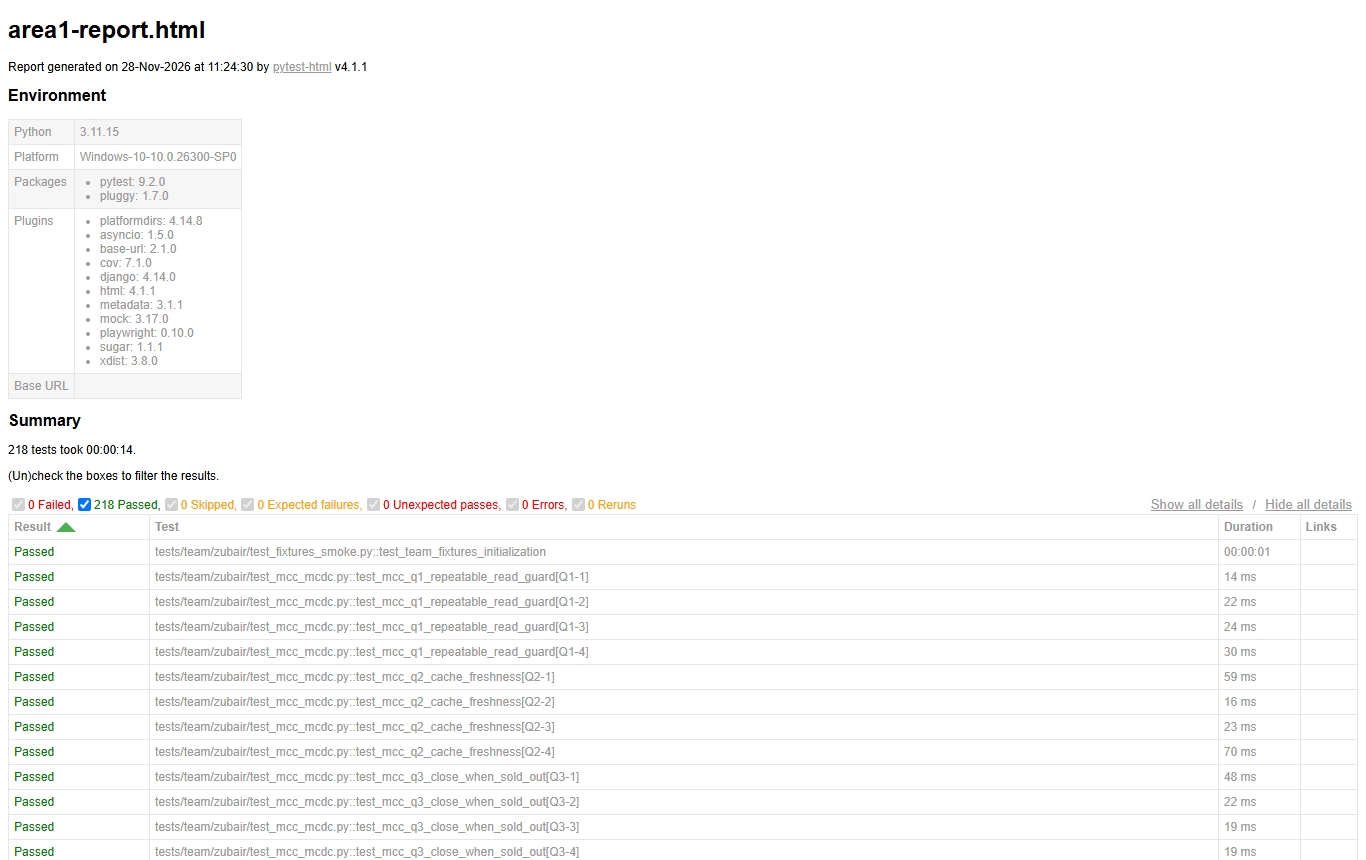 area1-report.html
Report generated on 28-Nov-2026 at 11:24:30 by pytest-html v4.1.1
Environment
Python 3.11.15
Platform Windows-10-10.0.26300-SP0
Packages
pytest: 9.2.0
pluggy: 1.7.0
Plugins
platformdirs: 4.14.8
asyncio: 1.5.0
base-url: 2.1.0
cov: 7.1.0
django: 4.14.0
html: 4.1.1
metadata: 3.1.1
mock: 3.17.0
playwright: 0.10.0
sugar: 1.1.1
xdist: 3.8.0
Base URL
Summary
218 tests took 00:00:14.
(Un)check the boxes to filter the results.
0 Failed, 218 Passed, 0 Skipped, 0 Expected failures, 0 Unexpected passes, 0 Errors, 0 Reruns Show all details / Hide all details
Result Test Duration Links
Passed tests/team/zubair/test_fixtures_smoke.py::test_team_fixtures_initialization 00:00:01
Passed tests/team/zubair/test_mcc_mcdc.py::test_mcc_q1_repeatable_read_guard[Q1-1] 14 ms
Passed tests/team/zubair/test_mcc_mcdc.py::test_mcc_q1_repeatable_read_guard[Q1-2] 22 ms
Passed tests/team/zubair/test_mcc_mcdc.py::test_mcc_q1_repeatable_read_guard[Q1-3] 24 ms
Passed tests/team/zubair/test_mcc_mcdc.py::test_mcc_q1_repeatable_read_guard[Q1-4] 30 ms
Passed tests/team/zubair/test_mcc_mcdc.py::test_mcc_q2_cache_freshness[Q2-1] 59 ms
Passed tests/team/zubair/test_mcc_mcdc.py::test_mcc_q2_cache_freshness[Q2-2] 16 ms
Passed tests/team/zubair/test_mcc_mcdc.py::test_mcc_q2_cache_freshness[Q2-3] 23 ms
Passed tests/team/zubair/test_mcc_mcdc.py::test_mcc_q2_cache_freshness[Q2-4] 70 ms
Passed tests/team/zubair/test_mcc_mcdc.py::test_mcc_q3_close_when_sold_out[Q3-1] 48 ms
Passed tests/team/zubair/test_mcc_mcdc.py::test_mcc_q3_close_when_sold_out[Q3-2] 22 ms
Passed tests/team/zubair/test_mcc_mcdc.py::test_mcc_q3_close_when_sold_out[Q3-3] 19 ms
Passed tests/team/zubair/test_mcc_mcdc.py::test_mcc_q3_close_when_sold_out[Q3-4] 19 ms